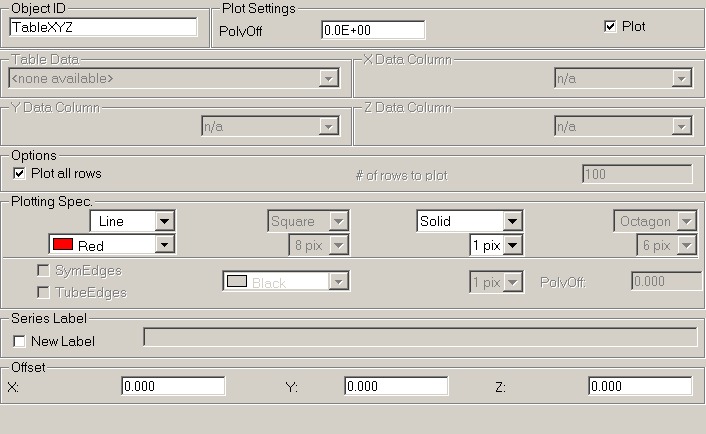 Object ID Plot Settings
TableXYZ PolyOff 0.0E+00 Plot
Table Data X Data Column
<none available> n/a
Y Data Column Z Data Column
n/a n/a
Options
Plot all rows # of rows to plot 100
Plotting Spec.
Line Square Solid Octagon
Red 8 pix 1 pix 6 pix
SymEdges Black 1 pix PolyOff: 0.000
TubeEdges
Series Label
New Label
Offset
X: 0.000 Y: 0.000 Z: 0.000